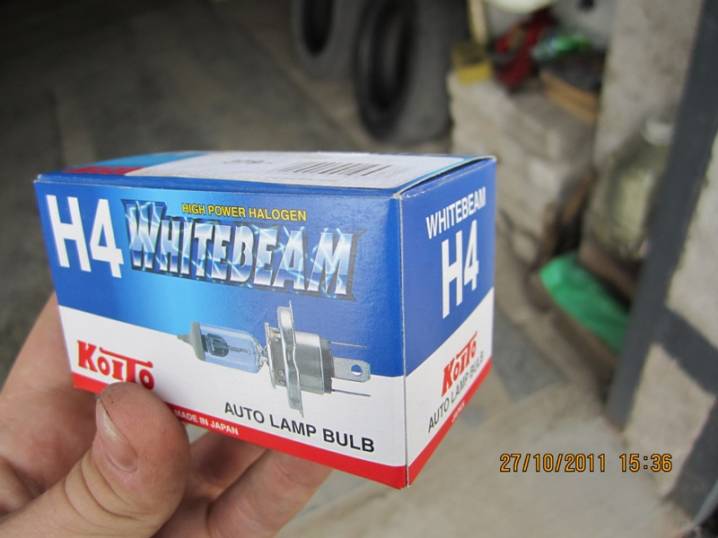 H4
HIGH POWER HALOGEN
WHITEBEAM
KOITO
MADE IN JAPAN
AUTO LAMP BULB
WHITEBEAM
H4
KOITO
AUTO LAMP BULB
27/10/2011 15:36